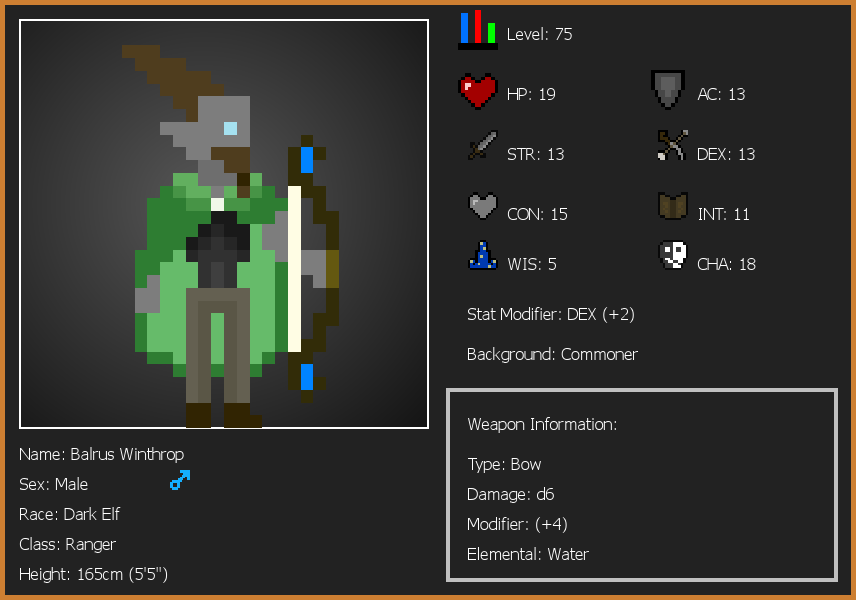 Level: 75
HP: 19
AC: 13
STR: 13
DEX: 13
CON: 15
INT: 11
WIS: 5
CHA: 18
Stat Modifier: DEX (+2)
Background: Commoner
Weapon Information:
Type: Bow
Damage: d6
Modifier: (+4)
Elemental: Water
Name: Balrus Winthrop
Sex: Male
Race: Dark Elf
Class: Ranger
Height: 165cm (5'5")